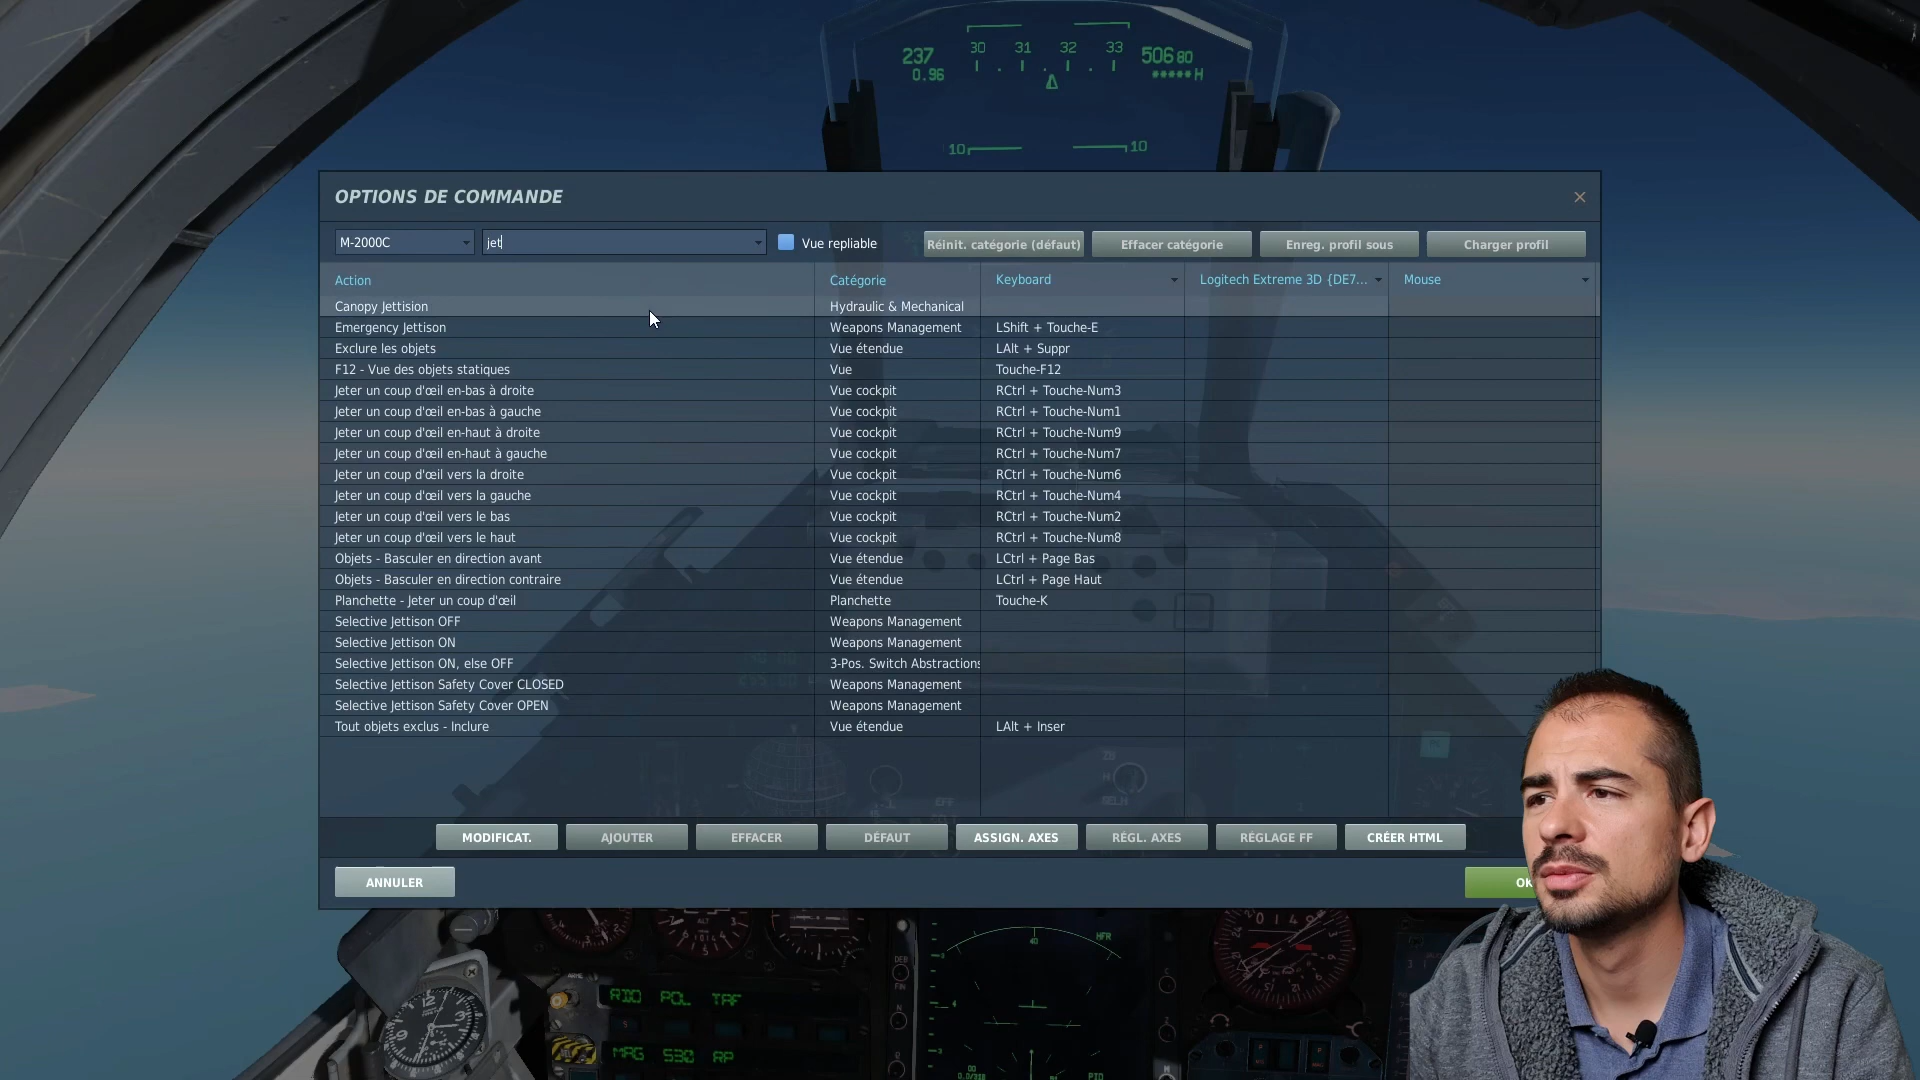 30 31 32 33
237 506 80
0.96 *****H
10 10
OPTIONS DE COMMANDE
M-2000C jet Vue repliable Réinit. catégorie (défaut) Effacer catégorie Enreg. profil sous Charger profil
Action Catégorie Keyboard Logitech Extreme 3D {DE7... Mouse
Canopy Jettision Hydraulic & Mechanical
Emergency Jettison Weapons Management LShift + Touche-E
Exclure les objets Vue étendue LAlt + Suppr
F12 - Vue des objets statiques Vue Touche-F12
Jeter un coup d'œil en-bas à droite Vue cockpit RCtrl + Touche-Num3
Jeter un coup d'œil en-bas à gauche Vue cockpit RCtrl + Touche-Num1
Jeter un coup d'œil en-haut à droite Vue cockpit RCtrl + Touche-Num9
Jeter un coup d'œil en-haut à gauche Vue cockpit RCtrl + Touche-Num7
Jeter un coup d'œil vers la droite Vue cockpit RCtrl + Touche-Num6
Jeter un coup d'œil vers la gauche Vue cockpit RCtrl + Touche-Num4
Jeter un coup d'œil vers le bas Vue cockpit RCtrl + Touche-Num2
Jeter un coup d'œil vers le haut Vue cockpit RCtrl + Touche-Num8
Objets - Basculer en direction avant Vue étendue LCtrl + Page Bas
Objets - Basculer en direction contraire Vue étendue LCtrl + Page Haut
Planchette - Jeter un coup d'œil Planchette Touche-K
Selective Jettison OFF Weapons Management
Selective Jettison ON Weapons Management
Selective Jettison ON, else OFF 3-Pos. Switch Abstractions
Selective Jettison Safety Cover CLOSED Weapons Management
Selective Jettison Safety Cover OPEN Weapons Management
Tout objets exclus - Inclure Vue étendue LAlt + Inser
MODIFICAT. AJOUTER EFFACER DÉFAUT ASSIGN. AXES RÉGL. AXES RÉGLAGE FF CRÉER HTML
ANNULER OK
RIO POL TAF
MAG 530 RP